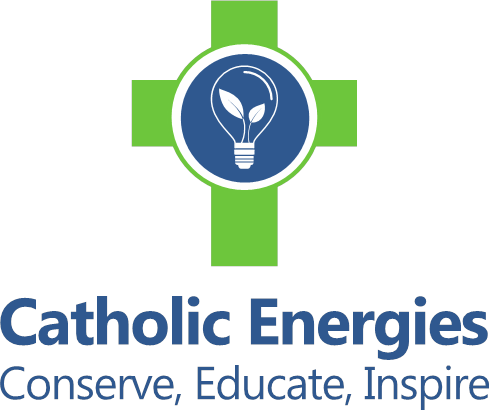 Catholic Energies
Conserve, Educate, Inspire